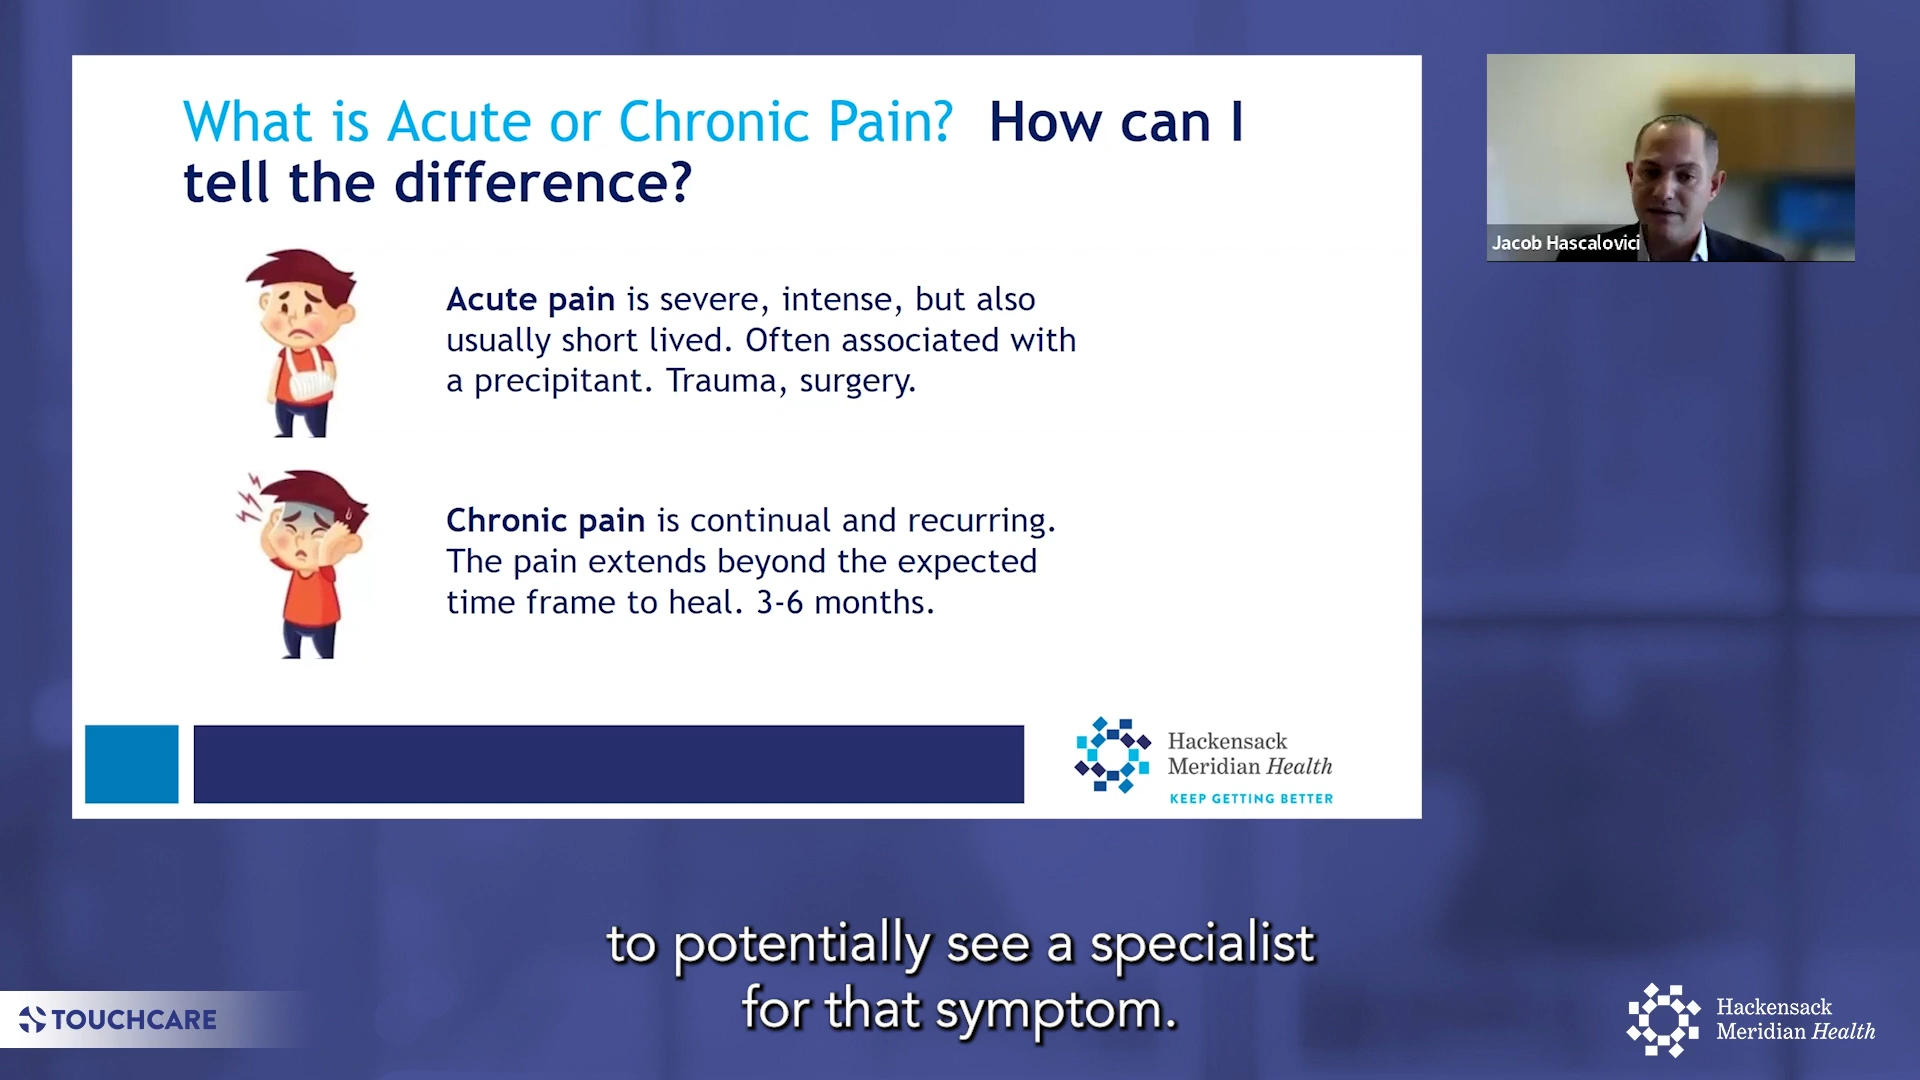 What is Acute or Chronic Pain? How can I
tell the difference?
Acute pain is severe, intense, but also
usually short lived. Often associated with
a precipitant. Trauma, surgery.
Chronic pain is continual and recurring.
The pain extends beyond the expected
time frame to heal. 3-6 months.
Hackensack
Meridian Health
KEEP GETTING BETTER
Jacob Hascalovici
to potentially see a specialist
for that symptom.
TOUCHCARE
Hackensack
Meridian Health